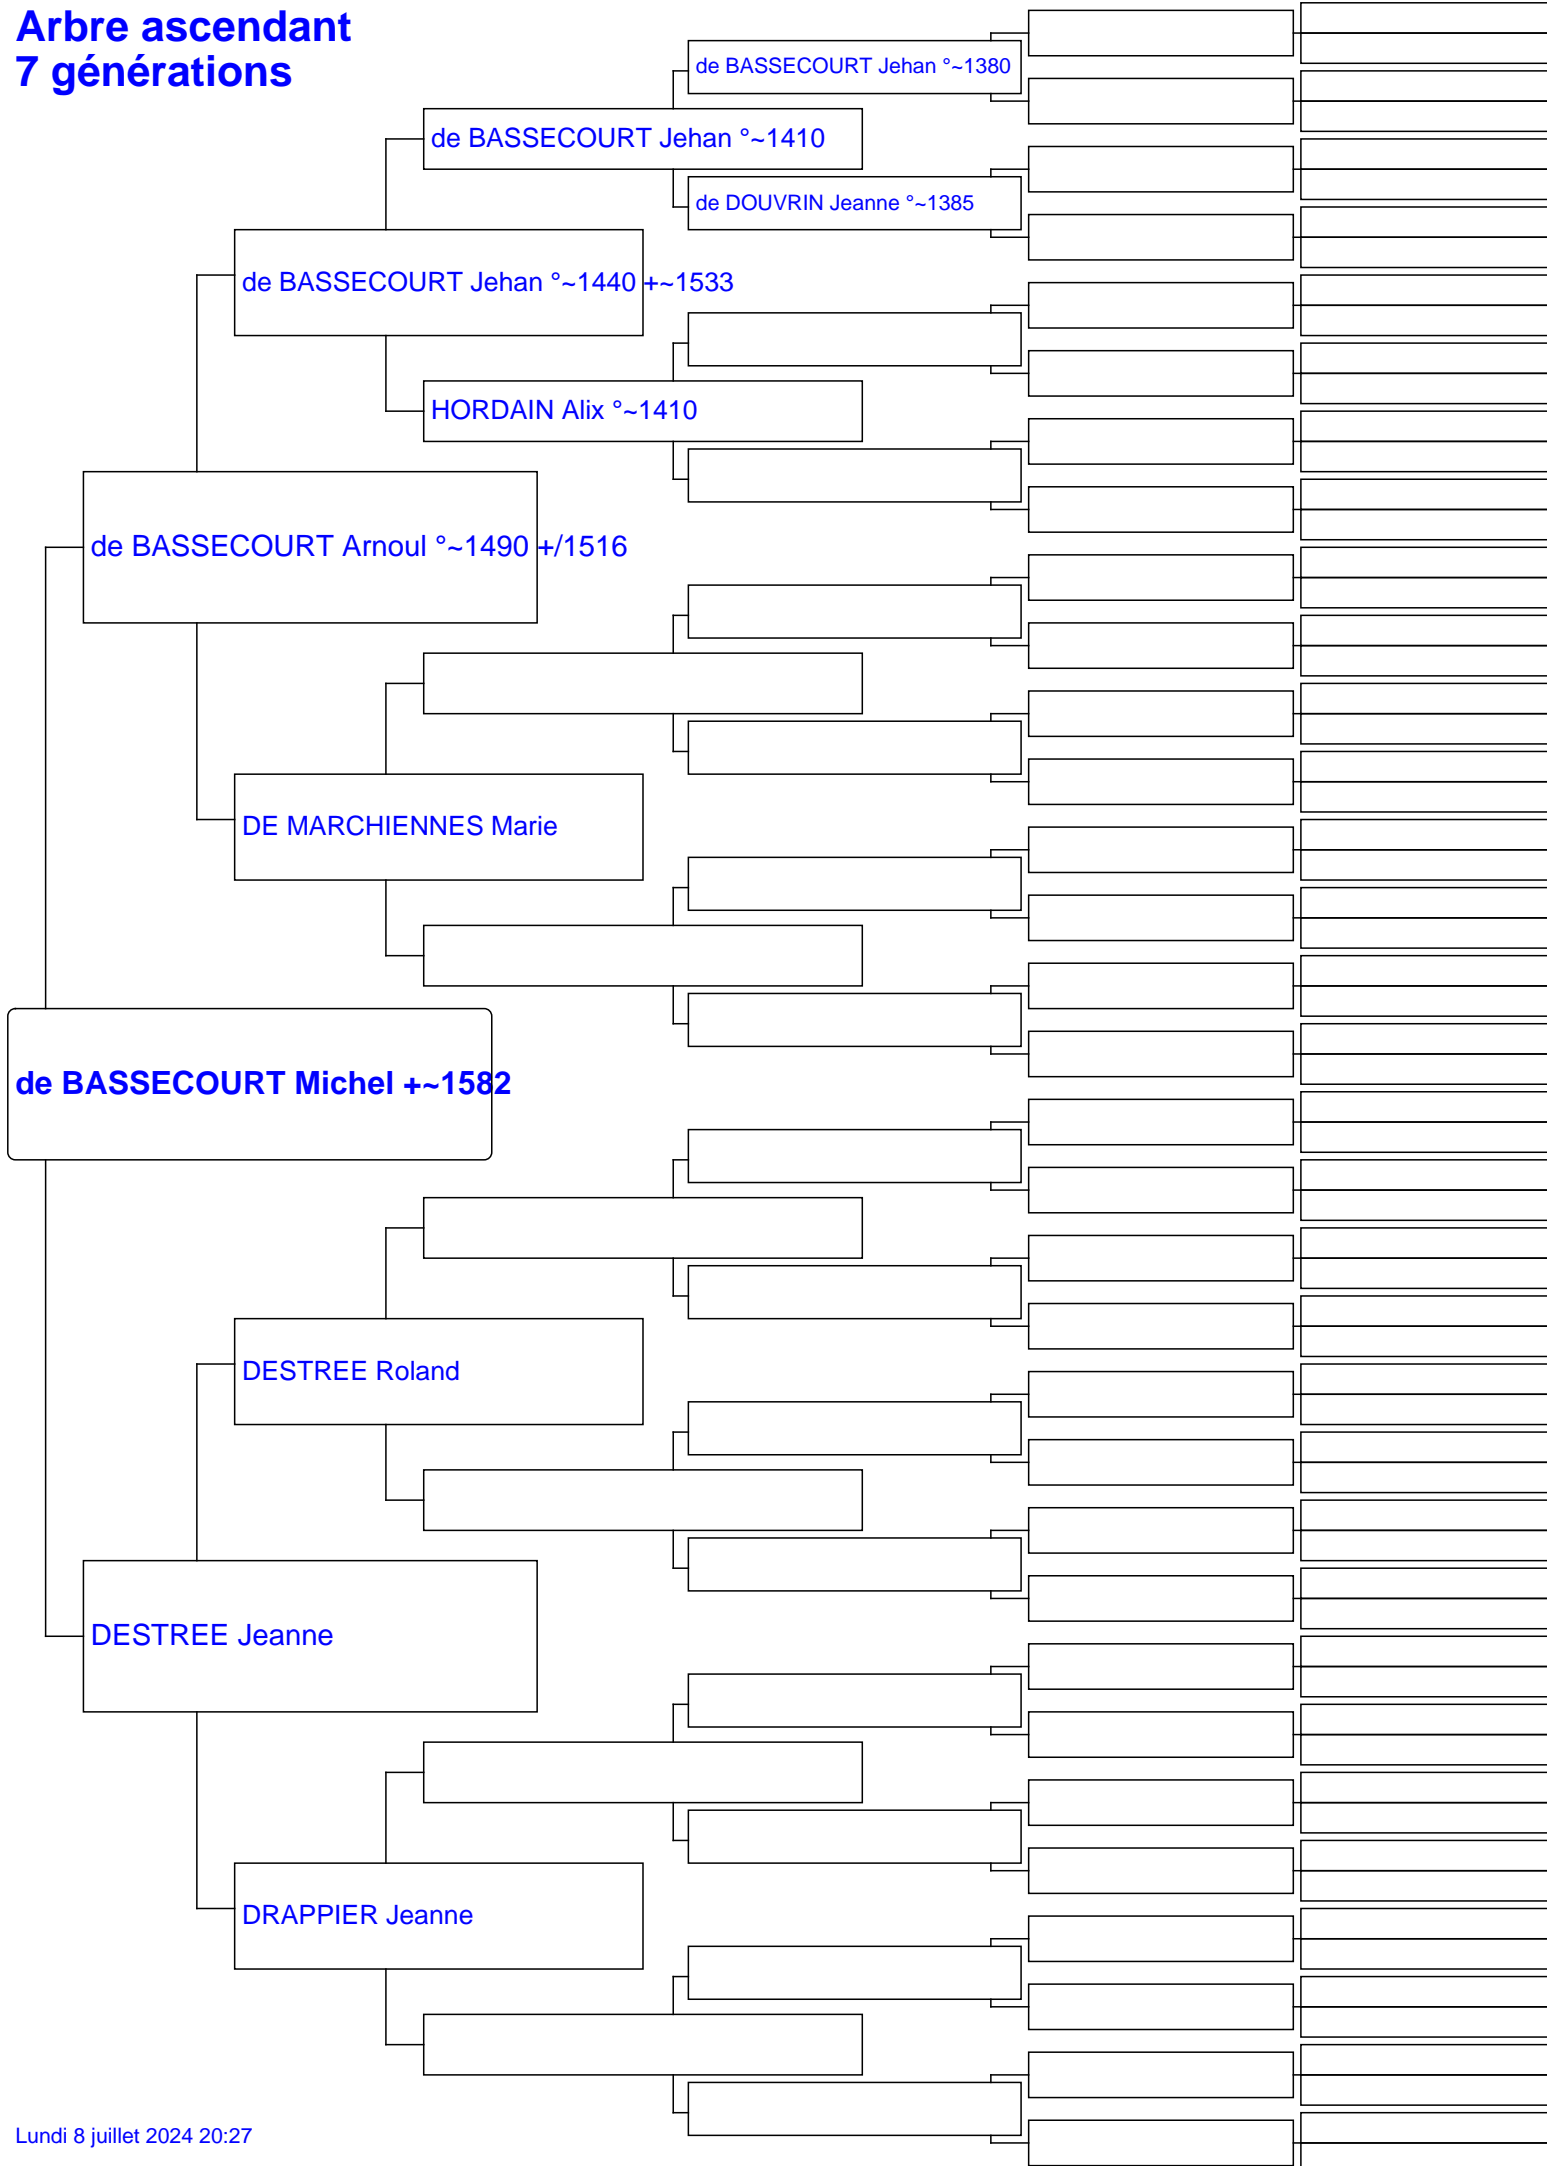 Arbre ascendant
7 générations
de BASSECOURT Jehan °~1380
de BASSECOURT Jehan °~1410
de DOUVRIN Jeanne °~1385
de BASSECOURT Jehan °~1440 +~1533
HORDAIN Alix °~1410
de BASSECOURT Arnoul °~1490 +/1516
DE MARCHIENNES Marie
de BASSECOURT Michel +~1582
DESTREE Roland
DESTREE Jeanne
DRAPPIER Jeanne
Lundi 8 juillet 2024 20:27